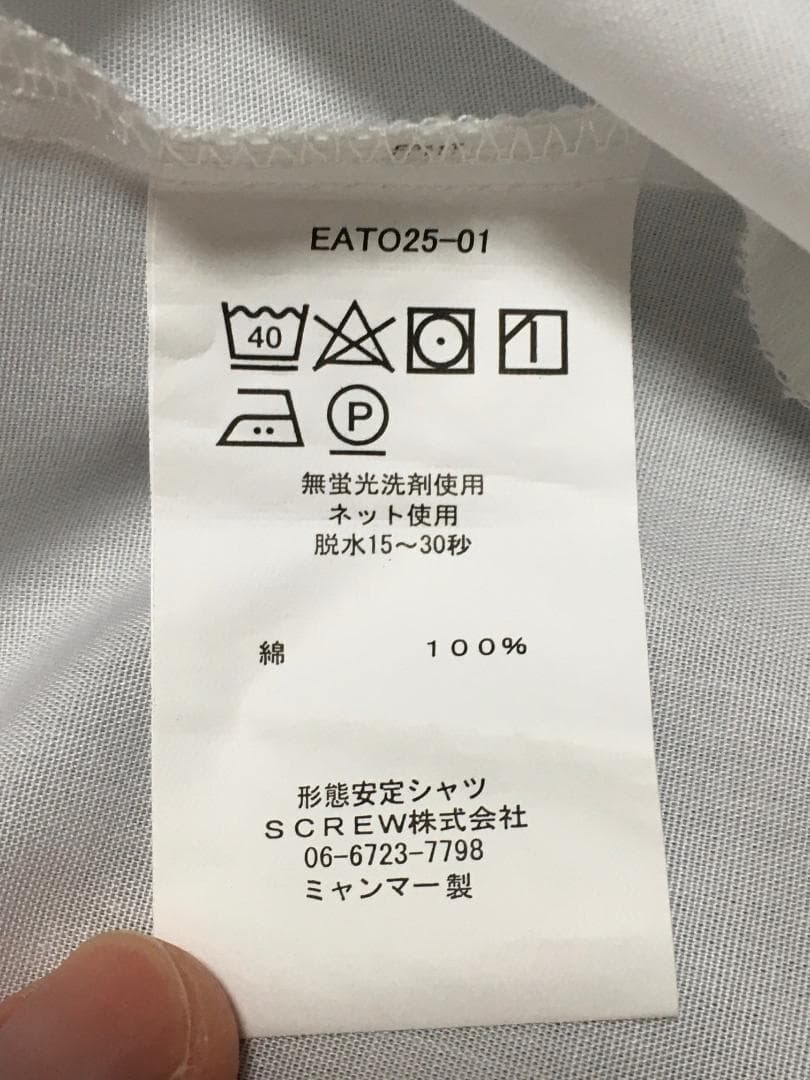 EATO25-01
40
P
無蛍光洗剤使用
ネット使用
脱水15～30秒
綿 100%
形態安定シャツ
SCREW株式会社
06-6723-7798
ミャンマー製